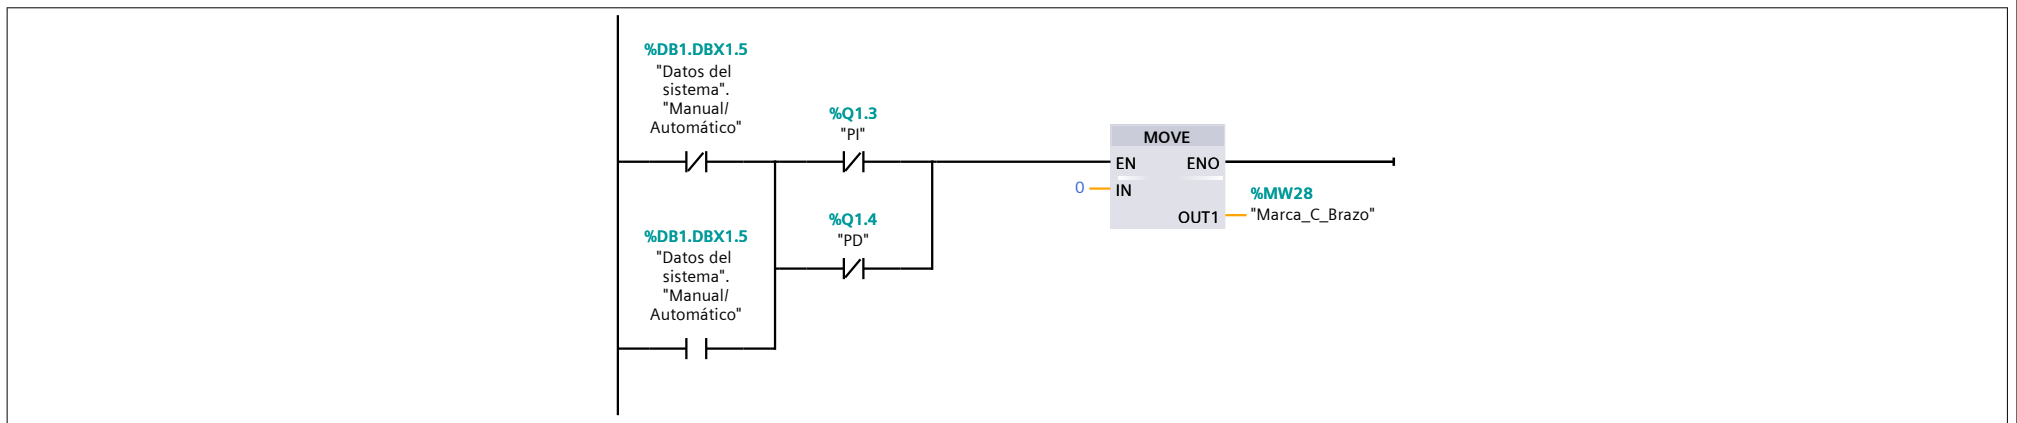 %DB1.DBX1.5
"Datos del
sistema".
"Manual/
Automático"
%Q1.3
"PI"
MOVE
EN
ENO
0
IN
%MW28
OUT1
"Marca_C_Brazo"
%Q1.4
"PD"
%DB1.DBX1.5
"Datos del
sistema".
"Manual/
Automático"